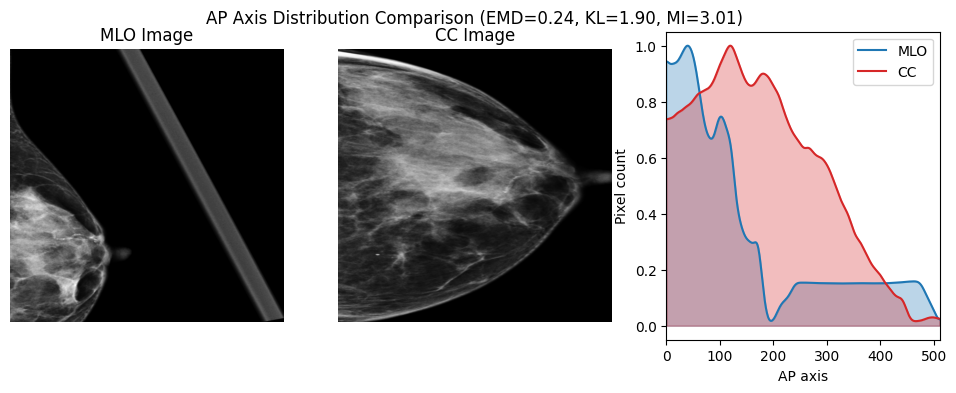 AP Axis Distribution Comparison (EMD=0.24, KL=1.90, MI=3.01)
MLO Image
CC Image
MLO
CC
Pixel count
1.0
0.8
0.6
0.4
0.2
0.0
0 100 200 300 400 500
AP axis